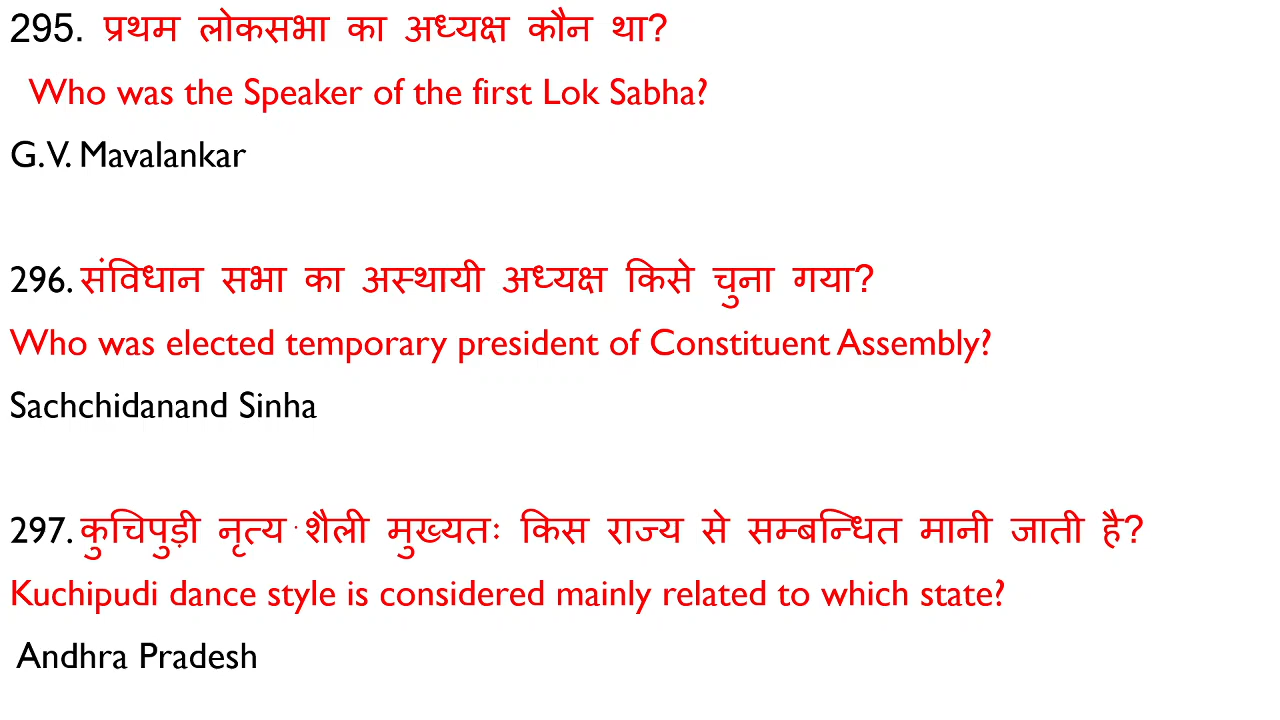 295. प्रथम लोकसभा का अध्यक्ष कौन था?
Who was the Speaker of the first Lok Sabha?
G.V. Mavalankar
296. संविधान सभा का अस्थायी अध्यक्ष किसे चुना गया?
Who was elected temporary president of Constituent Assembly?
Sachchidanand Sinha
297. कुचिपुड़ी नृत्य शैली मुख्यतः किस राज्य से सम्बन्धित मानी जाती है?
Kuchipudi dance style is considered mainly related to which state?
Andhra Pradesh